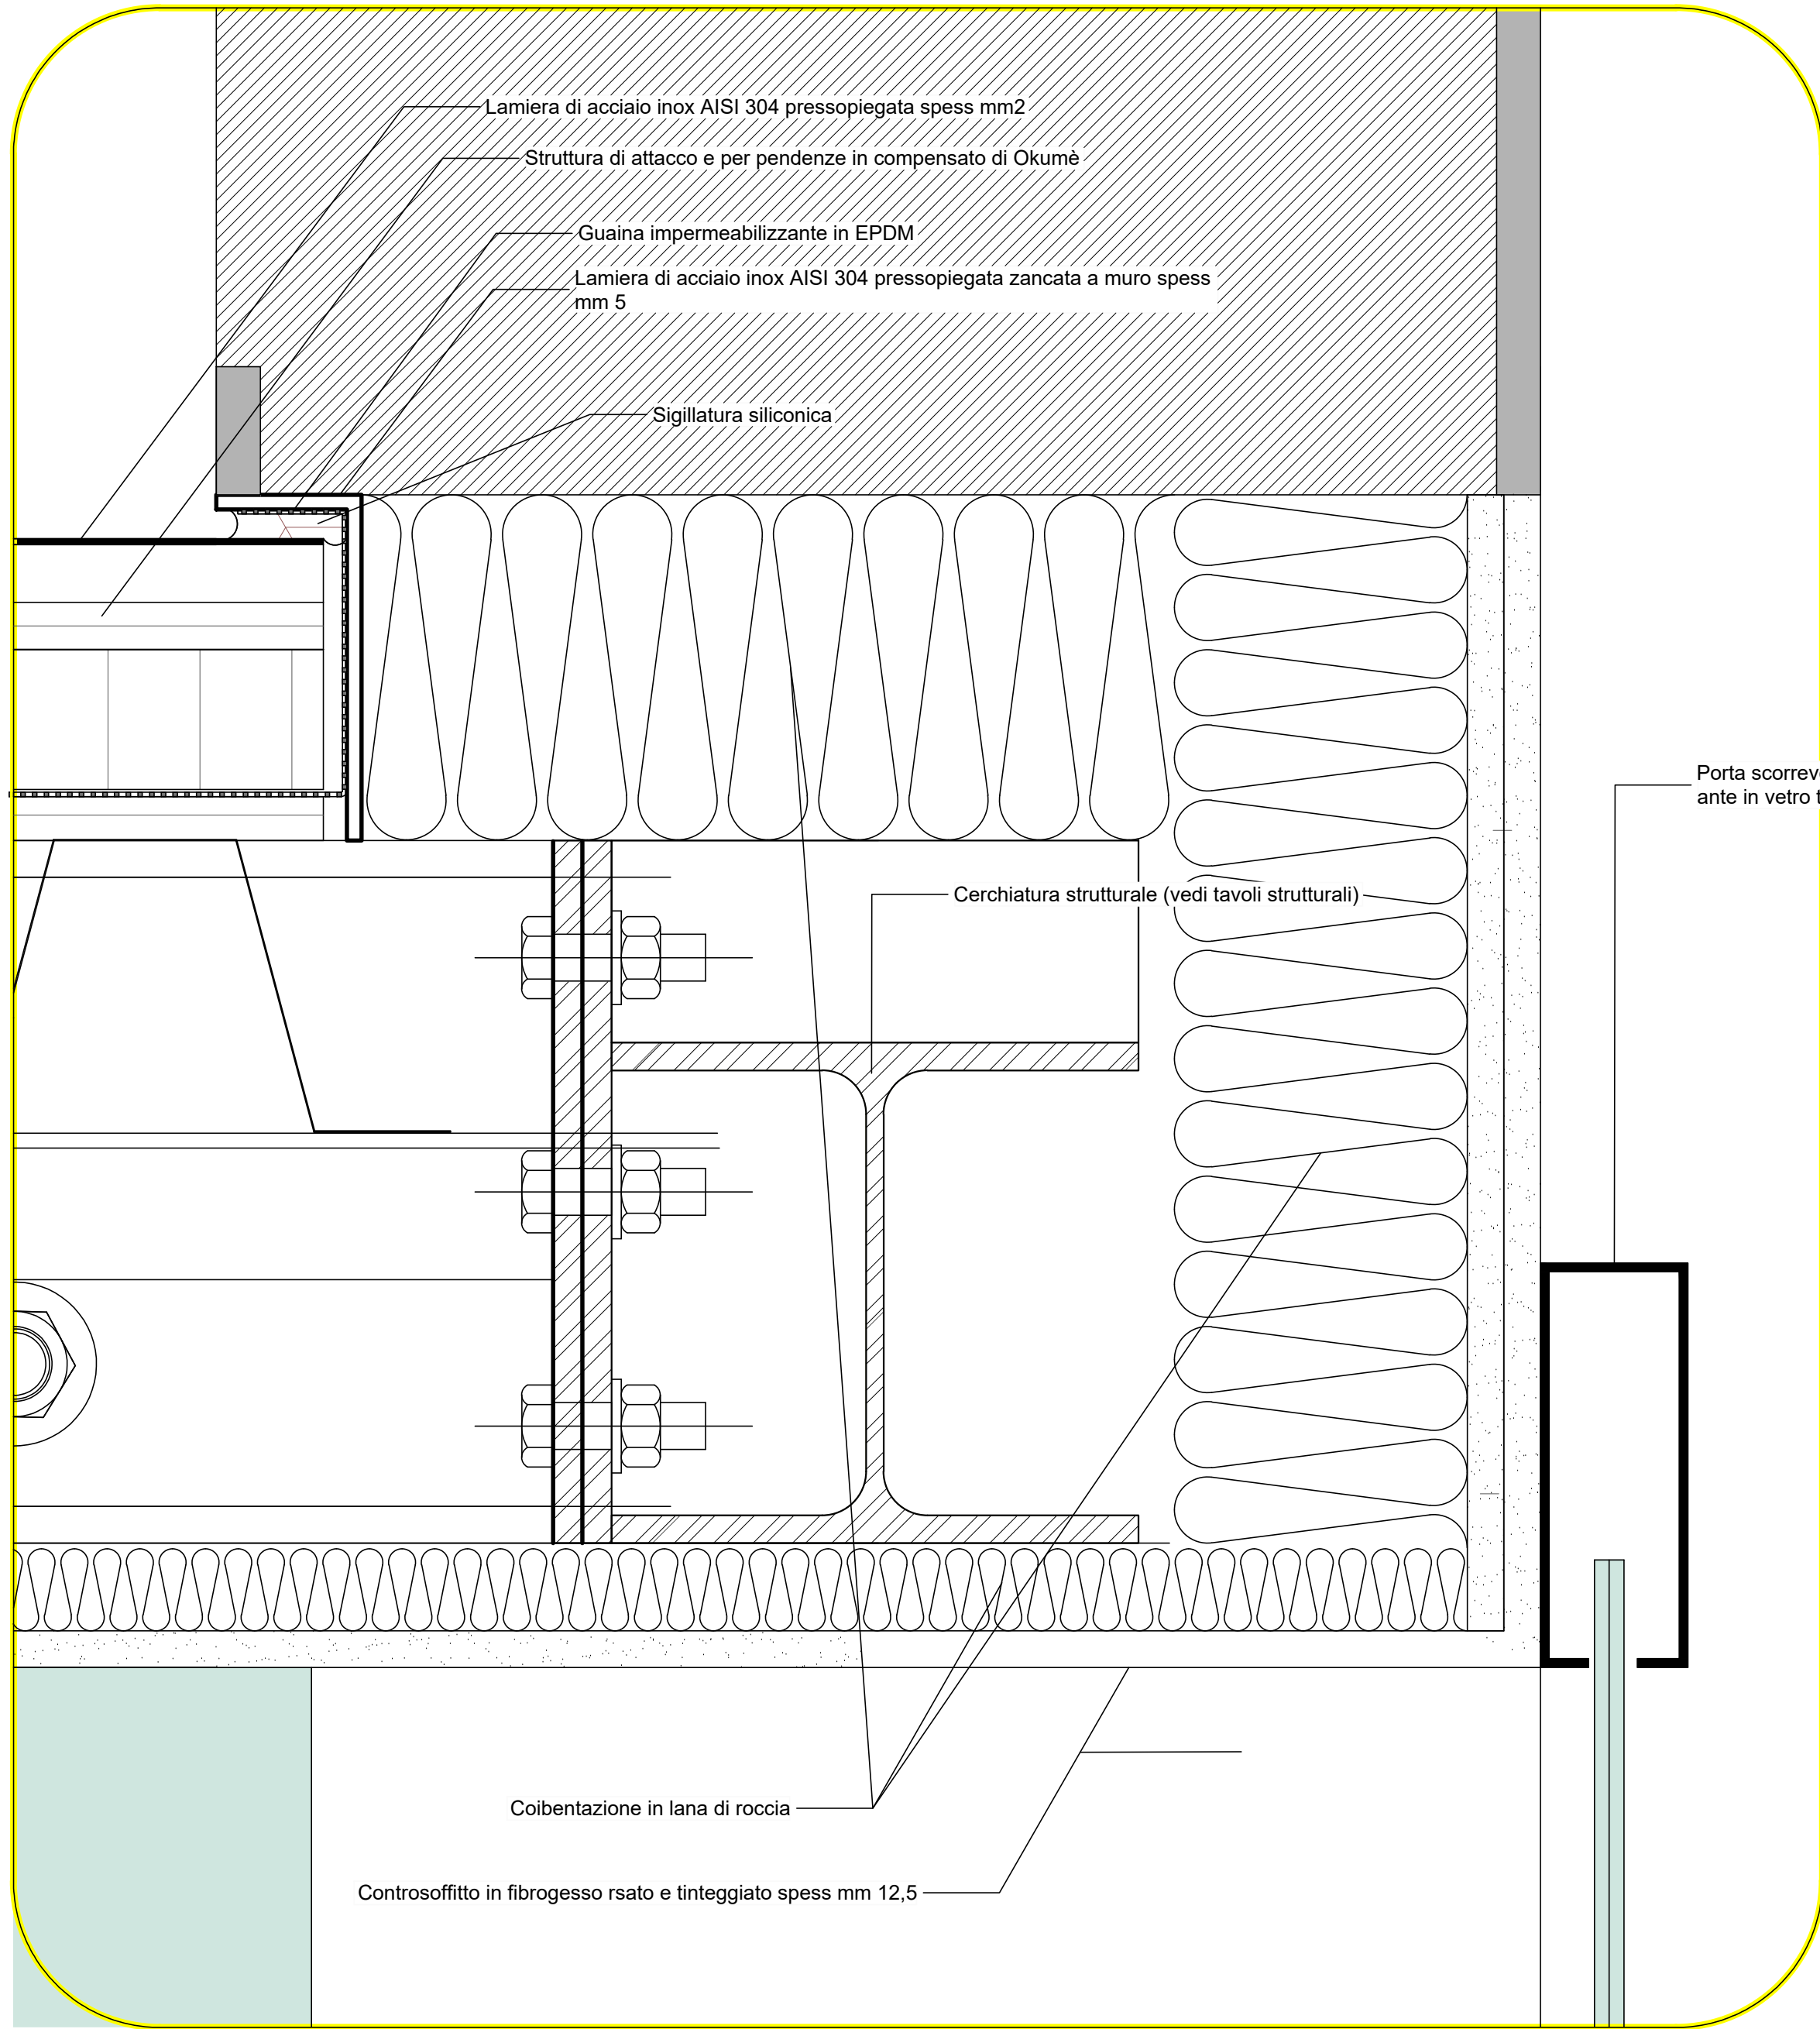 Lamiera di acciaio inox AISI 304 pressopiegata spess mm2
Struttura di attacco e per pendenze in compensato di Okumè
Guaina impermeabilizzante in EPDM
Lamiera di acciaio inox AISI 304 pressopiegata zancata a muro spess
mm 5
Sigillatura siliconica
Porta scorrev
ante in vetro t
Cerchiatura strutturale (vedi tavoli strutturali)
Coibentazione in lana di roccia
Controsoffitto in fibrogesso rsato e tinteggiato spess mm 12,5